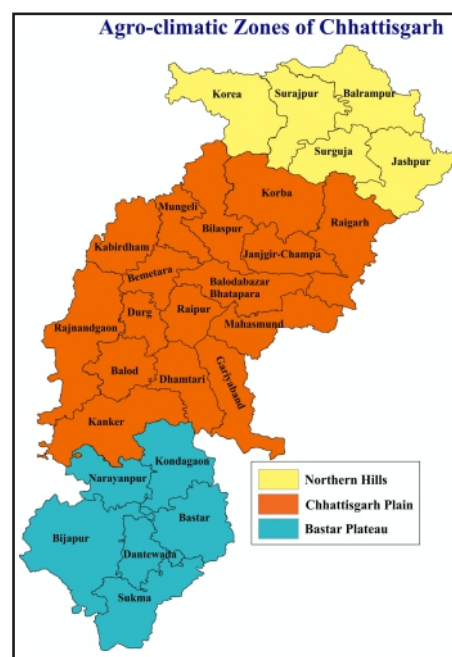 Agro-climatic Zones of Chhattisgarh
Korea
Surajpur
Balrampur
Surguja
Jashpur
Korba
Mungeli
Raigarh
Bilaspur
Kabirdham
Janjgir-Champa
Bemetara
Balodabazar
Bhatapara
Rajnandgaon
Durg
Raipur
Mahasmund
Balod
Dhamtari
Gariyaband
Kanker
Kondagaon
Narayanpur
Northern Hills
Chhattisgarh Plain
Bastar Plateau
Bastar
Bijapur
Dantewada
Sukma